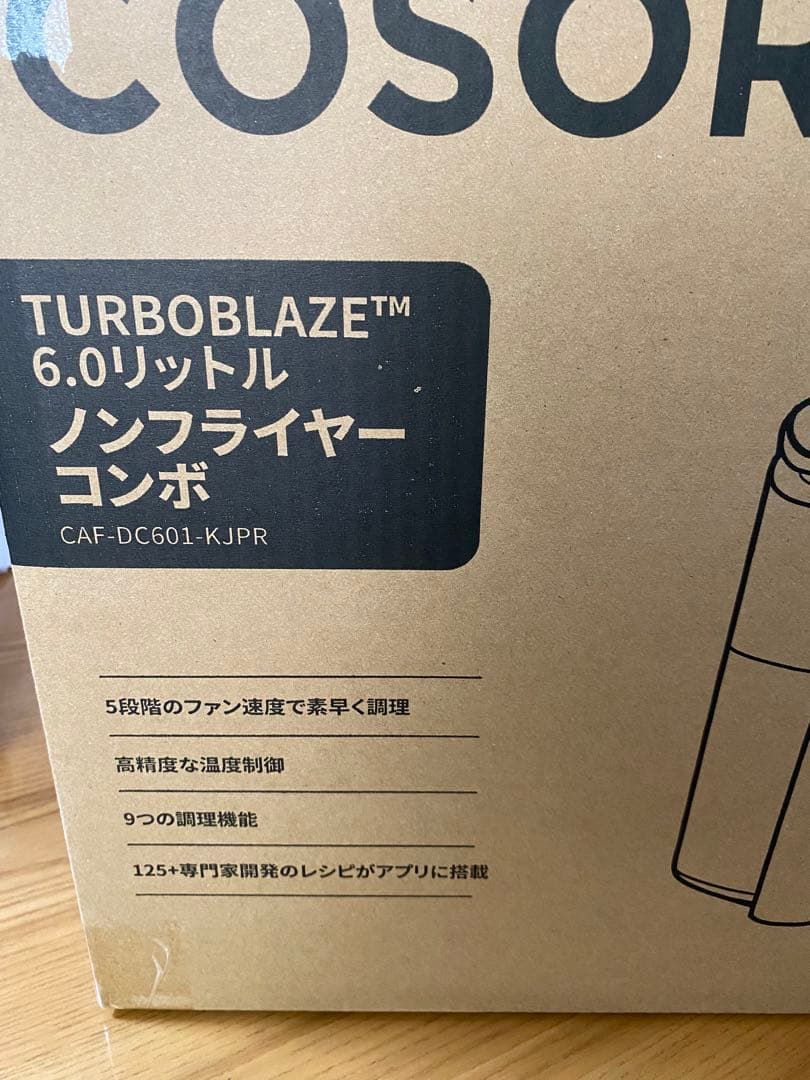 COSOR
TURBOBLAZE™
6.0リットル
ノンフライヤー
コンボ
CAF-DC601-KJPR
5段階のファン速度で素早く調理
高精度な温度制御
9つの調理機能
125+専門家開発のレシピがアプリに搭載